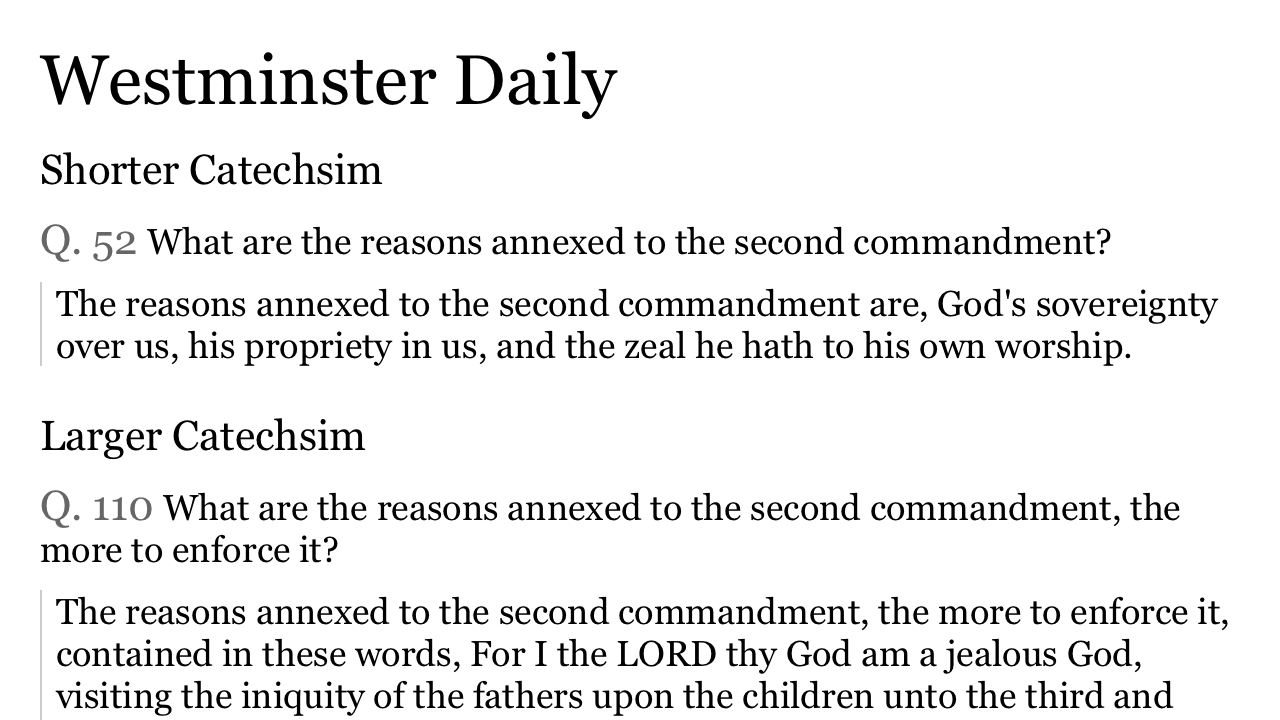 Westminster Daily
Shorter Catechsim
Q. 52 What are the reasons annexed to the second commandment?
The reasons annexed to the second commandment are, God's sovereignty
over us, his propriety in us, and the zeal he hath to his own worship.
Larger Catechsim
Q. 110 What are the reasons annexed to the second commandment, the
more to enforce it?
The reasons annexed to the second commandment, the more to enforce it,
contained in these words, For I the LORD thy God am a jealous God,
visiting the iniquity of the fathers upon the children unto the third and